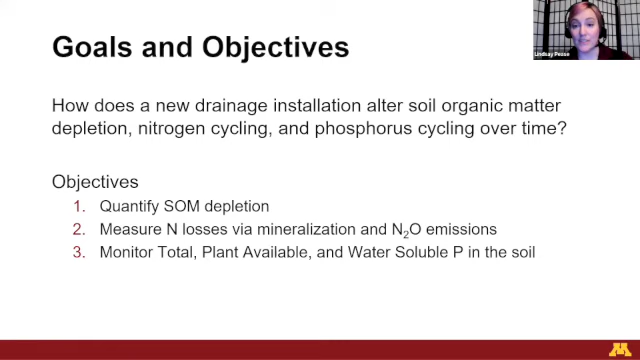 Goals and Objectives
Lindsay Pease
How does a new drainage installation alter soil organic matter
depletion, nitrogen cycling, and phosphorus cycling over time?
Objectives
1. Quantify SOM depletion
2. Measure N losses via mineralization and N₂O emissions
3. Monitor Total, Plant Available, and Water Soluble P in the soil
M